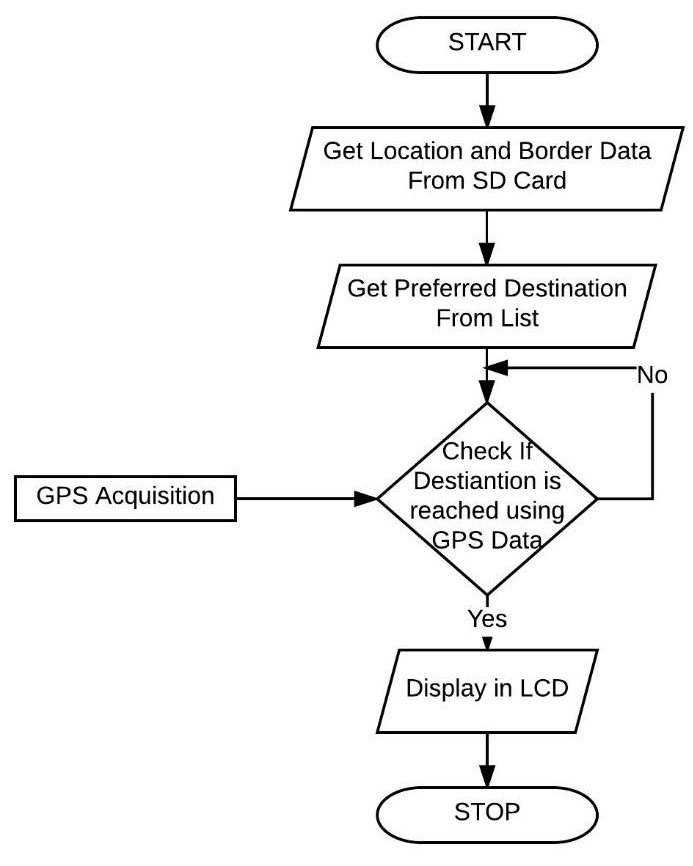 START
Get Location and Border Data
From SD Card
Get Preferred Destination
From List
No
Check If
Destiantion is
reached using
GPS Data
GPS Acquisition
Yes
Display in LCD
STOP